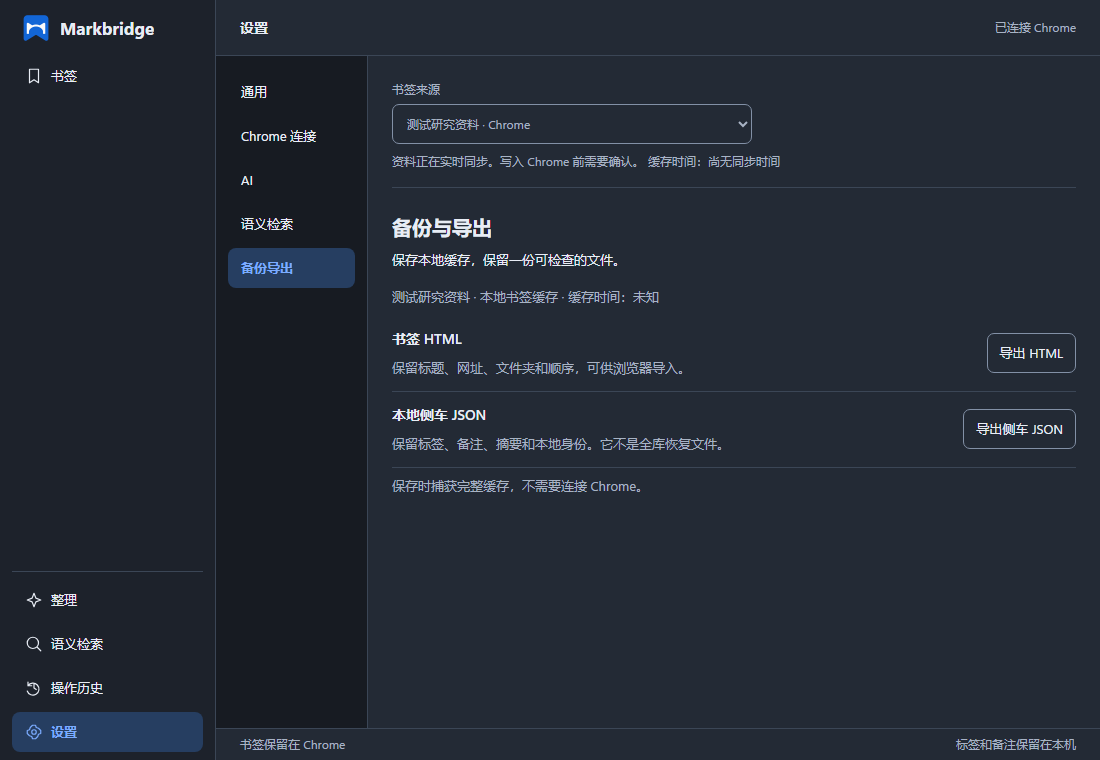 Markbridge
书签
整理
语义检索
操作历史
设置
设置
已连接 Chrome
通用
Chrome 连接
AI
语义检索
备份导出
书签来源
测试研究资料 · Chrome
资料正在实时同步。写入 Chrome 前需要确认。 缓存时间：尚无同步时间
备份与导出
保存本地缓存，保留一份可检查的文件。
测试研究资料 · 本地书签缓存 · 缓存时间：未知
书签 HTML
保留标题、网址、文件夹和顺序，可供浏览器导入。
导出 HTML
本地侧车 JSON
保留标签、备注、摘要和本地身份。它不是全库恢复文件。
导出侧车 JSON
保存时捕获完整缓存，不需要连接 Chrome。
书签保留在 Chrome
标签和备注保留在本机